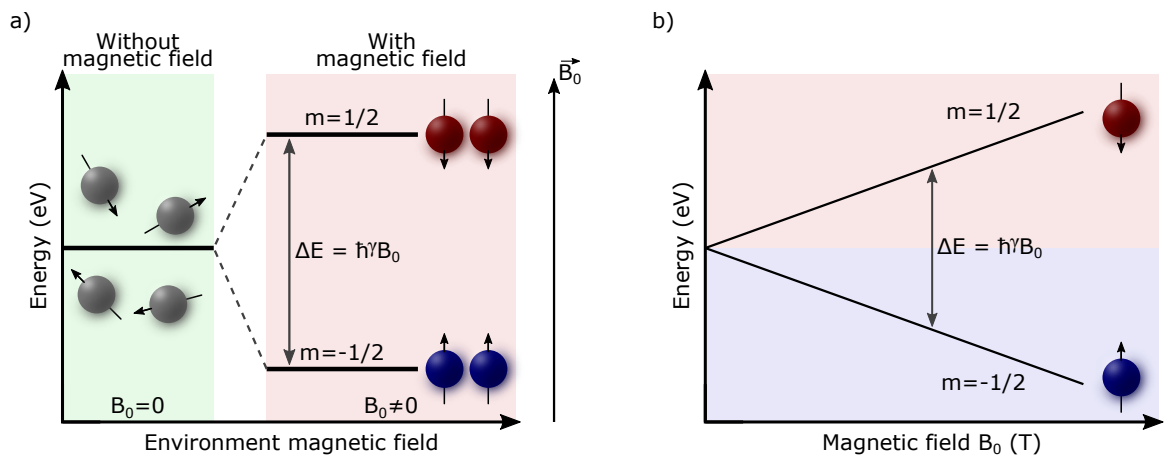 a)
Without
magnetic field
With
magnetic field
B₀
Energy (eV)
m=1/2
ΔE = ħγB₀
m=-1/2
B₀=0
B₀≠0
Environment magnetic field
b)
Energy (eV)
m=1/2
ΔE = ħγB₀
m=-1/2
Magnetic field B₀ (T)